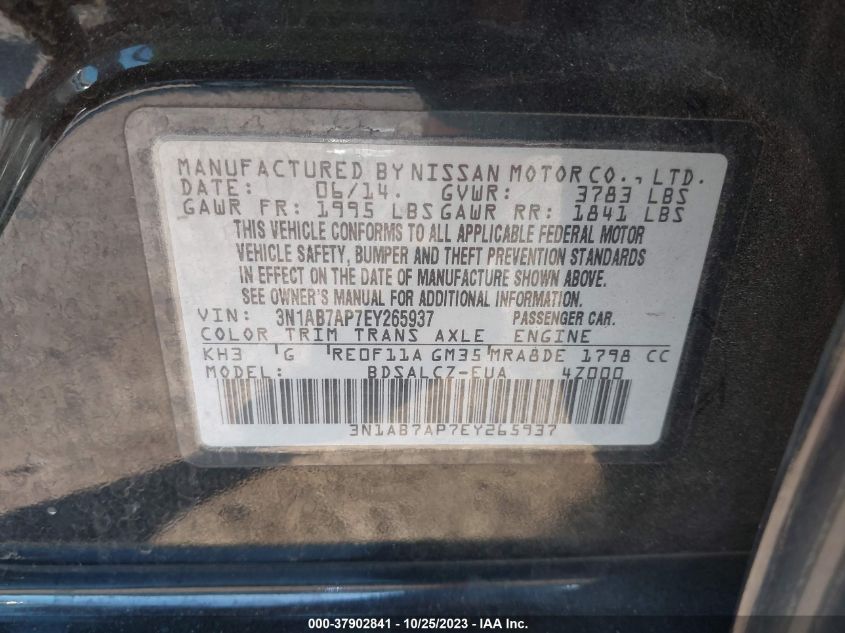 MANUFACTURED BY NISSAN MOTOR CO., LTD.
DATE: 06/14. GVWR: 3783 LBS
GAWR FR: 1995 LBS GAWR RR: 1841 LBS
THIS VEHICLE CONFORMS TO ALL APPLICABLE FEDERAL MOTOR
VEHICLE SAFETY, BUMPER AND THEFT PREVENTION STANDARDS
IN EFFECT ON THE DATE OF MANUFACTURE SHOWN ABOVE.
SEE OWNER'S MANUAL FOR ADDITIONAL INFORMATION.
VIN: 3N1AB7AP7EY265937 PASSENGER CAR.
COLOR TRIM TRANS AXLE ENGINE
KH3 G RE0F11A GM35 MRA8DE 1798 CC
MODEL: BDSALCZ-EUA 4Z000
3N1AB7AP7EY265937
000-37902841 - 10/25/2023 - IAAI.COM